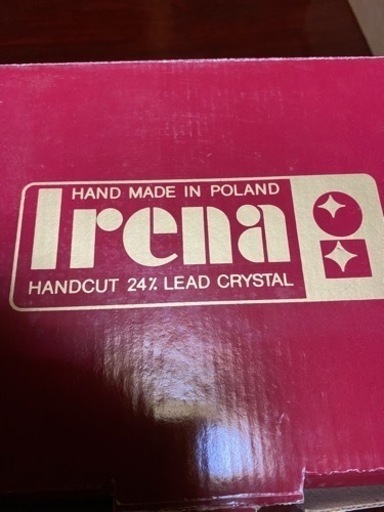 HAND MADE IN POLAND
Irena
HANDCUT 24% LEAD CRYSTAL